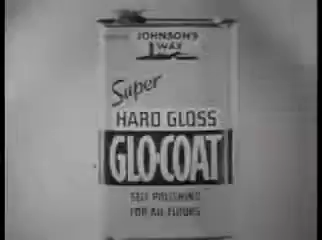 JOHNSON'S
WAX
Super
HARD GLOSS
GLO-COAT
SELF POLISHING
FOR ALL FLOORS